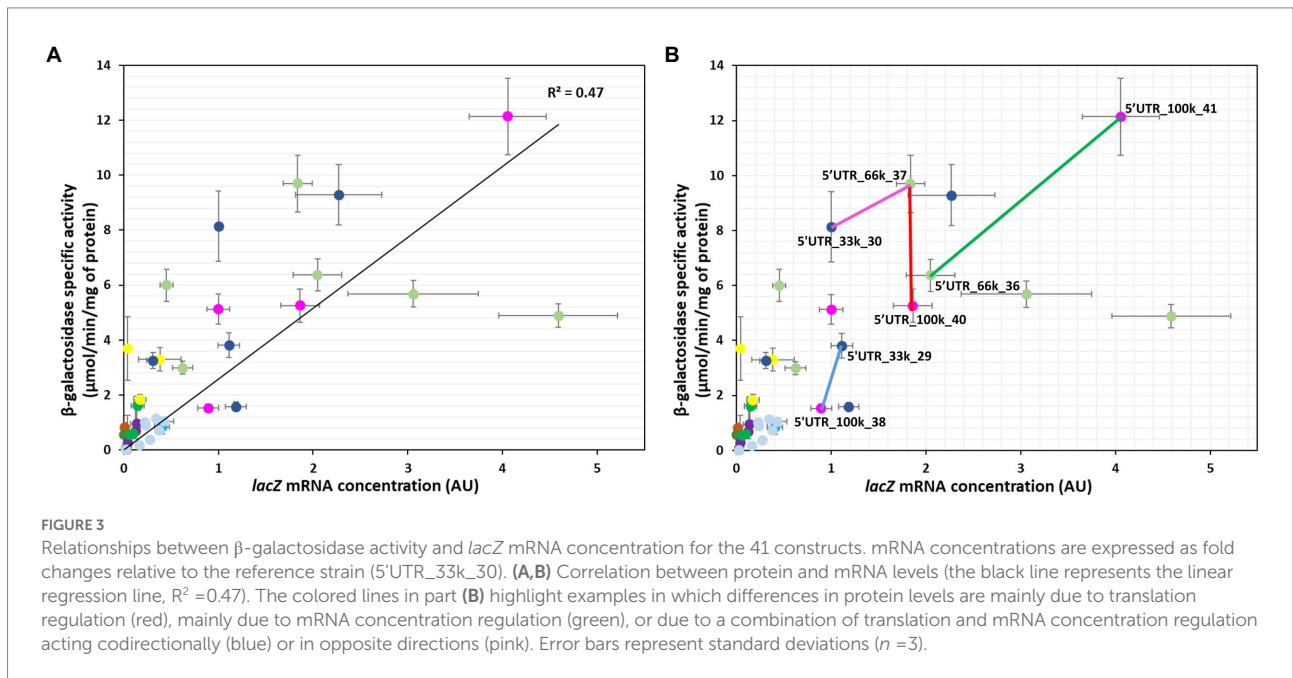 A
B
14
12
10
8
6
4
2
0
0
1
2
3
4
5
β-galactosidase specific activity
(µmol/min/mg of protein)
lacZ mRNA concentration (AU)
R² = 0.47
14
12
10
8
6
4
2
0
0
1
2
3
4
5
β-galactosidase specific activity
(µmol/min/mg of protein)
lacZ mRNA concentration (AU)
5'UTR_100k_41
5'UTR_66k_37
5'UTR_33k_30
5'UTR_66k_36
5'UTR_100k_40
5'UTR_33k_29
5'UTR_100k_38
FIGURE 3
Relationships between β-galactosidase activity and lacZ mRNA concentration for the 41 constructs. mRNA concentrations are expressed as fold
changes relative to the reference strain (5'UTR_33k_30). (A,B) Correlation between protein and mRNA levels (the black line represents the linear
regression line, R² =0.47). The colored lines in part (B) highlight examples in which differences in protein levels are mainly due to translation
regulation (red), mainly due to mRNA concentration regulation (green), or due to a combination of translation and mRNA concentration regulation
acting codirectionally (blue) or in opposite directions (pink). Error bars represent standard deviations (n =3).